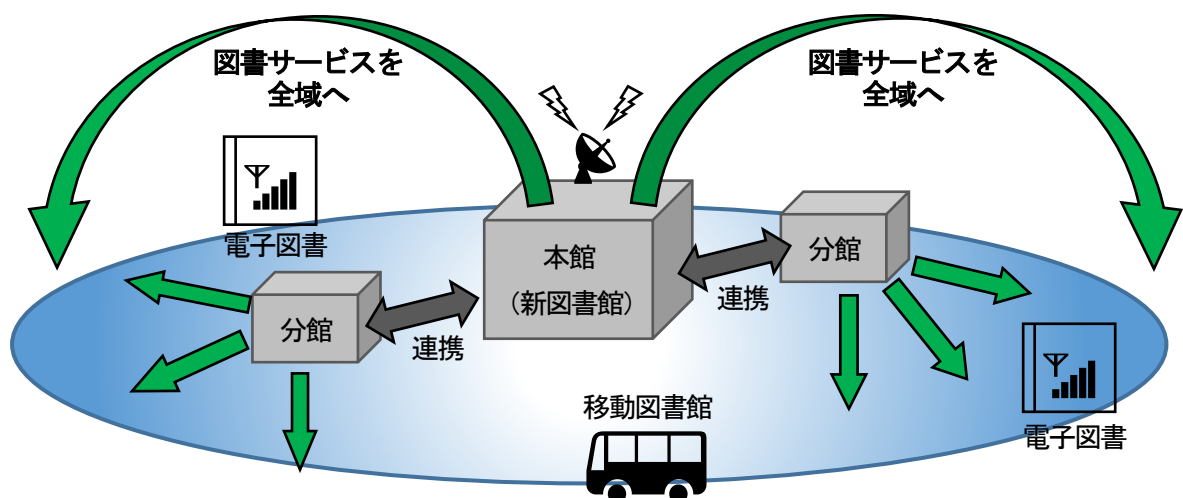 図書サービスを
全域へ
図書サービスを
全域へ
電子図書
本館
（新図書館）
分館
連携
分館
連携
電子図書
移動図書館